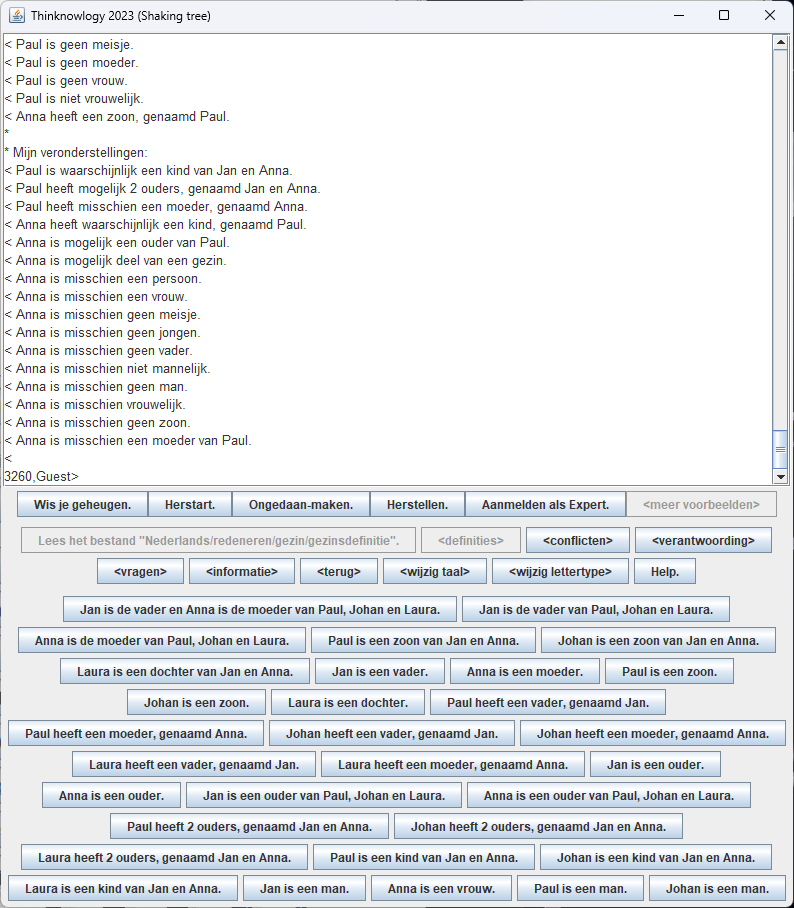 Thinknowlogy 2023 (Shaking tree)
< Paul is geen meisje.
< Paul is geen moeder.
< Paul is geen vrouw.
< Paul is niet vrouwelijk.
< Anna heeft een zoon, genaamd Paul.
*
* Mijn veronderstellingen:
< Paul is waarschijnlijk een kind van Jan en Anna.
< Paul heeft mogelijk 2 ouders, genaamd Jan en Anna.
< Paul heeft misschien een moeder, genaamd Anna.
< Anna heeft waarschijnlijk een kind, genaamd Paul.
< Anna is mogelijk een ouder van Paul.
< Anna is mogelijk deel van een gezin.
< Anna is misschien een persoon.
< Anna is misschien een vrouw.
< Anna is misschien geen meisje.
< Anna is misschien geen jongen.
< Anna is misschien geen vader.
< Anna is misschien niet mannelijk.
< Anna is misschien geen man.
< Anna is misschien vrouwelijk.
< Anna is misschien geen zoon.
< Anna is misschien een moeder van Paul.
<
3260,Guest>
Wis je geheugen. Herstart. Ongedaan-maken. Herstellen. Aanmelden als Expert. <meer voorbeelden>
Lees het bestand "Nederlands/redeneren/gezin/gezinsdefinitie". <definities> <conflicten> <verantwoording>
<vragen> <informatie> <terug> <wijzig taal> <wijzig lettertype> Help.
Jan is de vader en Anna is de moeder van Paul, Johan en Laura. Jan is de vader van Paul, Johan en Laura.
Anna is de moeder van Paul, Johan en Laura. Paul is een zoon van Jan en Anna. Johan is een zoon van Jan en Anna.
Laura is een dochter van Jan en Anna. Jan is een vader. Anna is een moeder. Paul is een zoon.
Johan is een zoon. Laura is een dochter. Paul heeft een vader, genaamd Jan.
Paul heeft een moeder, genaamd Anna. Johan heeft een vader, genaamd Jan. Johan heeft een moeder, genaamd Anna.
Laura heeft een vader, genaamd Jan. Laura heeft een moeder, genaamd Anna. Jan is een ouder.
Anna is een ouder. Jan is een ouder van Paul, Johan en Laura. Anna is een ouder van Paul, Johan en Laura.
Paul heeft 2 ouders, genaamd Jan en Anna. Johan heeft 2 ouders, genaamd Jan en Anna.
Laura heeft 2 ouders, genaamd Jan en Anna. Paul is een kind van Jan en Anna. Johan is een kind van Jan en Anna.
Laura is een kind van Jan en Anna. Jan is een man. Anna is een vrouw. Paul is een man. Johan is een man.